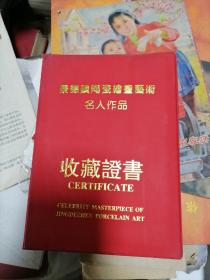 景德鎮陶瓷繪畫藝術
名人作品
收藏證書
CERTIFICATE
CELEBRITY MASTERPIECE OF
JINGDEZHEN PORCELAIN ART